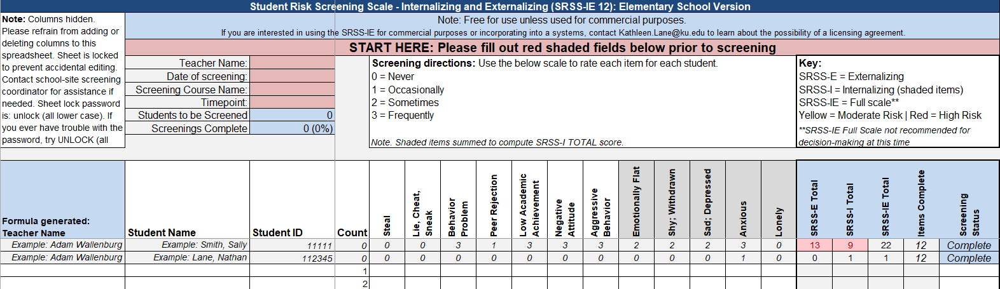 Student Risk Screening Scale - Internalizing and Externalizing (SRSS-IE 12): Elementary School Version
Note: Columns hidden.
Please refrain from adding or
deleting columns to this
spreadsheet. Sheet is locked
to prevent accidental editing.
Contact school-site screening
coordinator for assistance if
needed. Sheet lock password
is: unlock (all lower case). If
you ever have trouble with the
password, try UNLOCK (all
Note: Free for use unless used for commercial purposes.
If you are interested in using the SRSS-IE for commercial purposes or incorporating into a systems, contact Kathleen.Lane@ku.edu to learn about the possibility of a licensing agreement.
START HERE: Please fill out red shaded fields below prior to screening
Teacher Name:
Date of screening:
Screening Course Name:
Timepoint:
Students to be Screened 0
Screenings Complete 0 (0%)
Screening directions: Use the below scale to rate each item for each student.
0 = Never
1 = Occasionally
2 = Sometimes
3 = Frequently
Note. Shaded items summed to compute SRSS-I TOTAL score.
Key:
SRSS-E = Externalizing
SRSS-I = Internalizing (shaded items)
SRSS-IE = Full scale**
Yellow = Moderate Risk | Red = High Risk
**SRSS-IE Full Scale not recommended for
decision-making at this time
Formula generated:
Teacher Name
Student Name
Student ID
Count
Steal
Lie, Cheat,
Sneak
Behavior
Problem
Peer Rejection
Low Academic
Achievement
Negative
Attitude
Aggressive
Behavior
Emotionally Flat
Shy; Withdrawn
Sad; Depressed
Anxious
Lonely
SRSS-E Total
SRSS-I Total
SRSS-IE Total
Items Complete
Screening
Status
Example: Adam Wallenburg Example: Smith, Sally 11111 0 0 0 3 1 3 3 3 2 2 2 3 0 13 9 22 12 Complete
Example: Adam Wallenburg Example: Lane, Nathan 112345 0 0 0 0 0 0 0 0 0 0 0 1 0 0 1 1 12 Complete
1
2